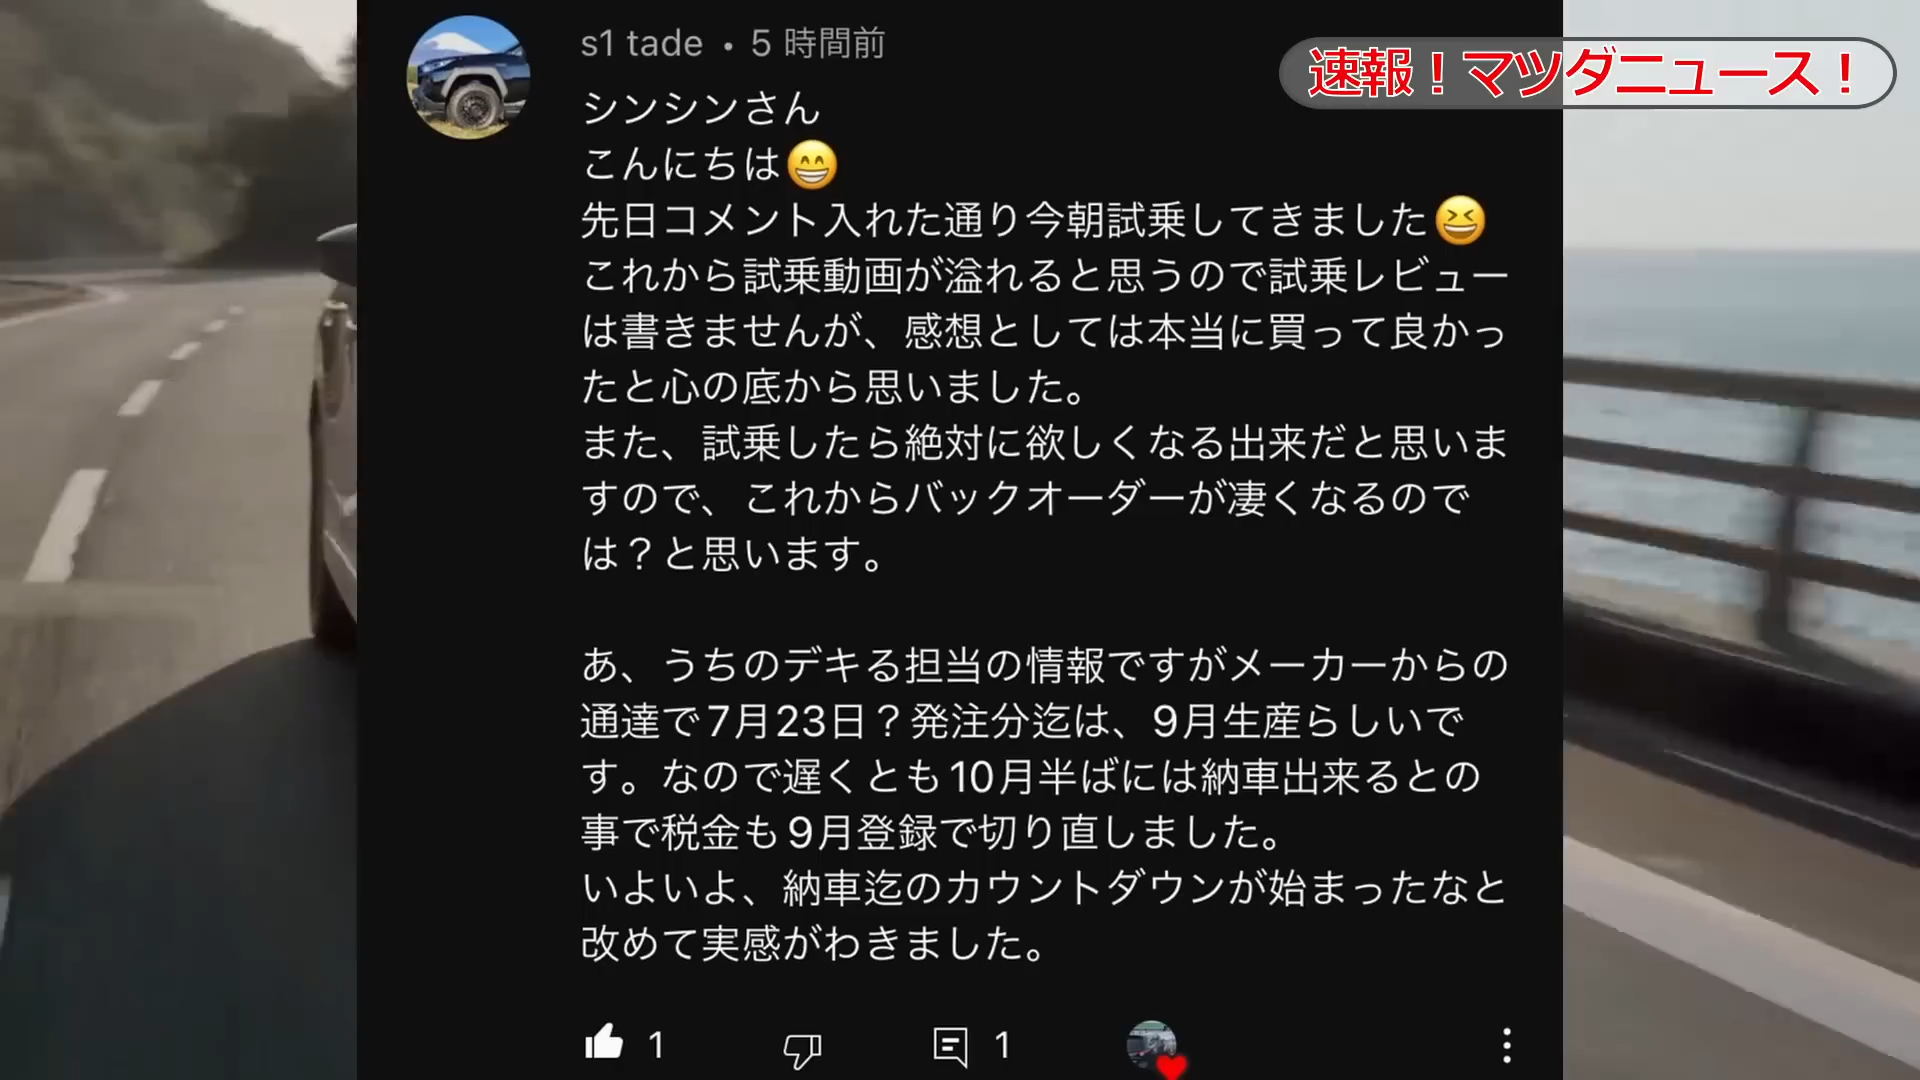 s1 tade • 5 時間前
速報！マツダニュース！
シンシンさん
こんにちは😁
先日コメント入れた通り今朝試乗してきました😆
これから試乗動画が溢れると思うので試乗レビュー
は書きませんが、感想としては本当に買って良かっ
たと心の底から思いました。
また、試乗したら絶対に欲しくなる出来だと思いま
すので、これからバックオーダーが凄くなるので
は？と思います。
あ、うちのデキる担当の情報ですがメーカーからの
通達で7月23日？発注分迄は、9月生産らしいで
す。なので遅くとも10月半ばには納車出来るとの
事で税金も9月登録で切り直しました。
いよいよ、納車迄のカウントダウンが始まったなと
改めて実感がわきました。
1 1